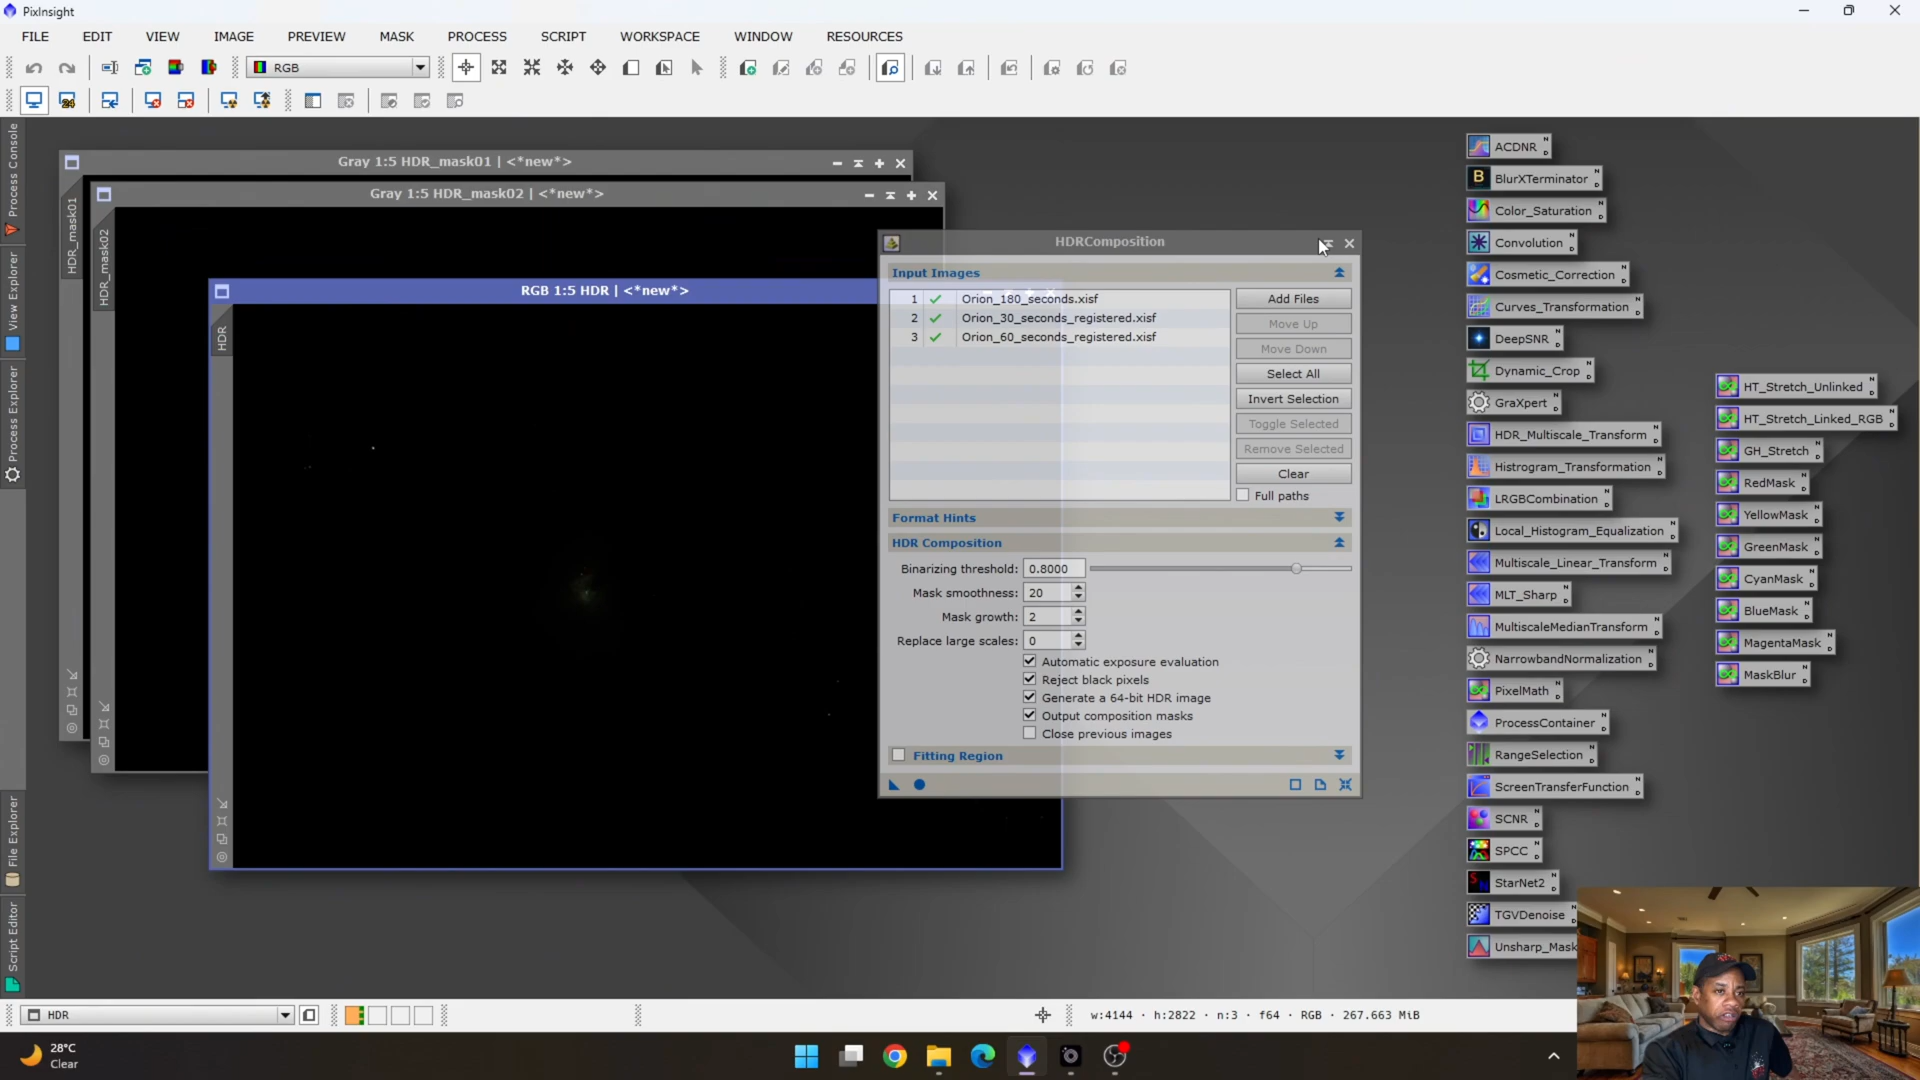 PixInsight
FILE EDIT VIEW IMAGE PREVIEW MASK PROCESS SCRIPT WORKSPACE WINDOW RESOURCES
RGB
24
Process Console
View Explorer
Process Explorer
File Explorer
Script Editor
Gray 1:5 HDR_mask01 | <*new*>
HDR_mask01
Gray 1:5 HDR_mask02 | <*new*>
HDR_mask02
RGB 1:5 HDR | <*new*>
HDR
HDRComposition
Input Images
1 Orion_180_seconds.xisf
2 Orion_30_seconds_registered.xisf
3 Orion_60_seconds_registered.xisf
Add Files
Move Up
Move Down
Select All
Invert Selection
Toggle Selected
Remove Selected
Clear
Full paths
Format Hints
HDR Composition
Binarizing threshold: 0.8000
Mask smoothness: 20
Mask growth: 2
Replace large scales: 0
Automatic exposure evaluation
Reject black pixels
Generate a 64-bit HDR image
Output composition masks
Close previous images
Fitting Region
ACDNR
BlurXTerminator
Color_Saturation
Convolution
Cosmetic_Correction
Curves_Transformation
DeepSNR
Dynamic_Crop
GraXpert
HDR_Multiscale_Transform
Histrogram_Transformation
LRGBCombination
Local_Histogram_Equalization
Multiscale_Linear_Transform
MLT_Sharp
MultiscaleMedianTransform
NarrowbandNormalization
PixelMath
ProcessContainer
RangeSelection
ScreenTransferFunction
SCNR
SPCC
StarNet2
TGVDenoise
Unsharp_Mask
HT_Stretch_Unlinked
HT_Stretch_Linked_RGB
GH_Stretch
RedMask
YellowMask
GreenMask
CyanMask
BlueMask
MagentaMask
MaskBlur
HDR
w:4144 · h:2822 · n:3 · f64 · RGB · 267.663 MiB
28°C
Clear